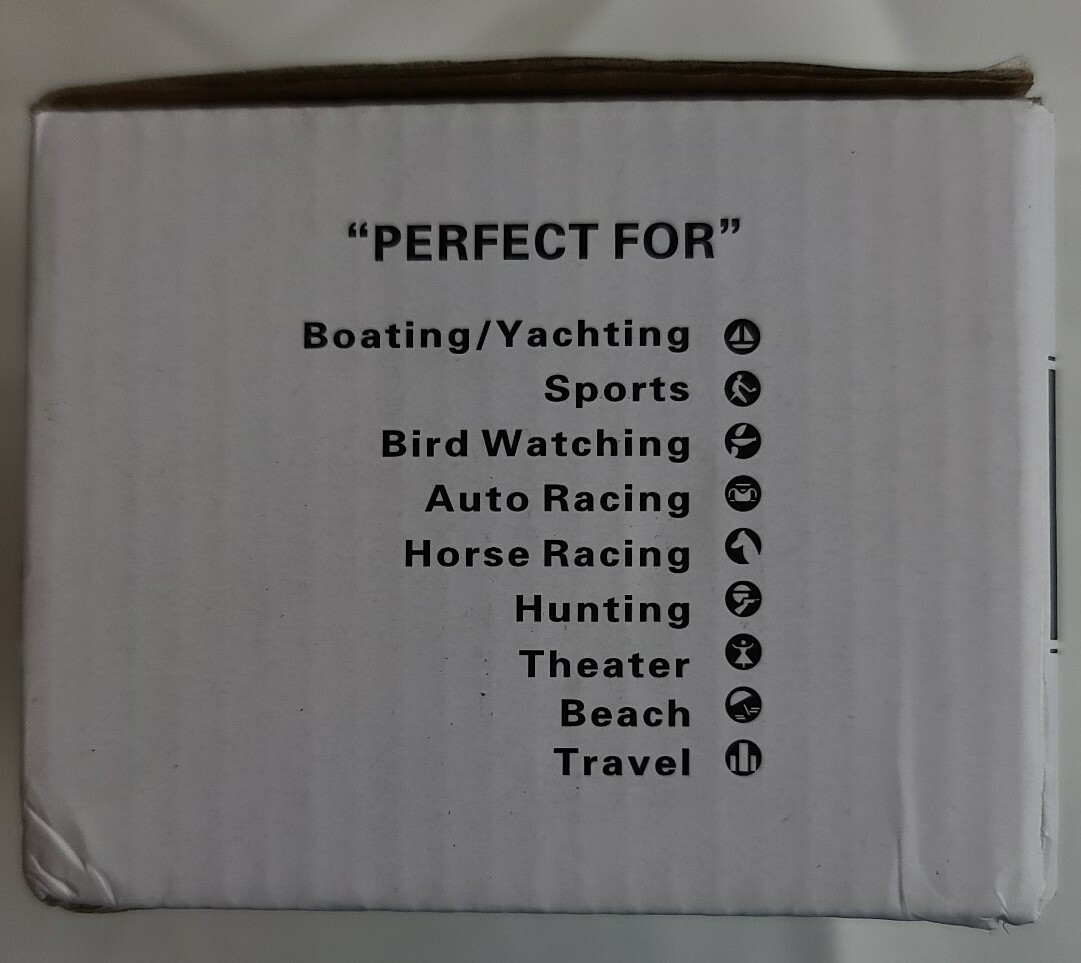 “PERFECT FOR”
Boating/Yachting
Sports
Bird Watching
Auto Racing
Horse Racing
Hunting
Theater
Beach
Travel